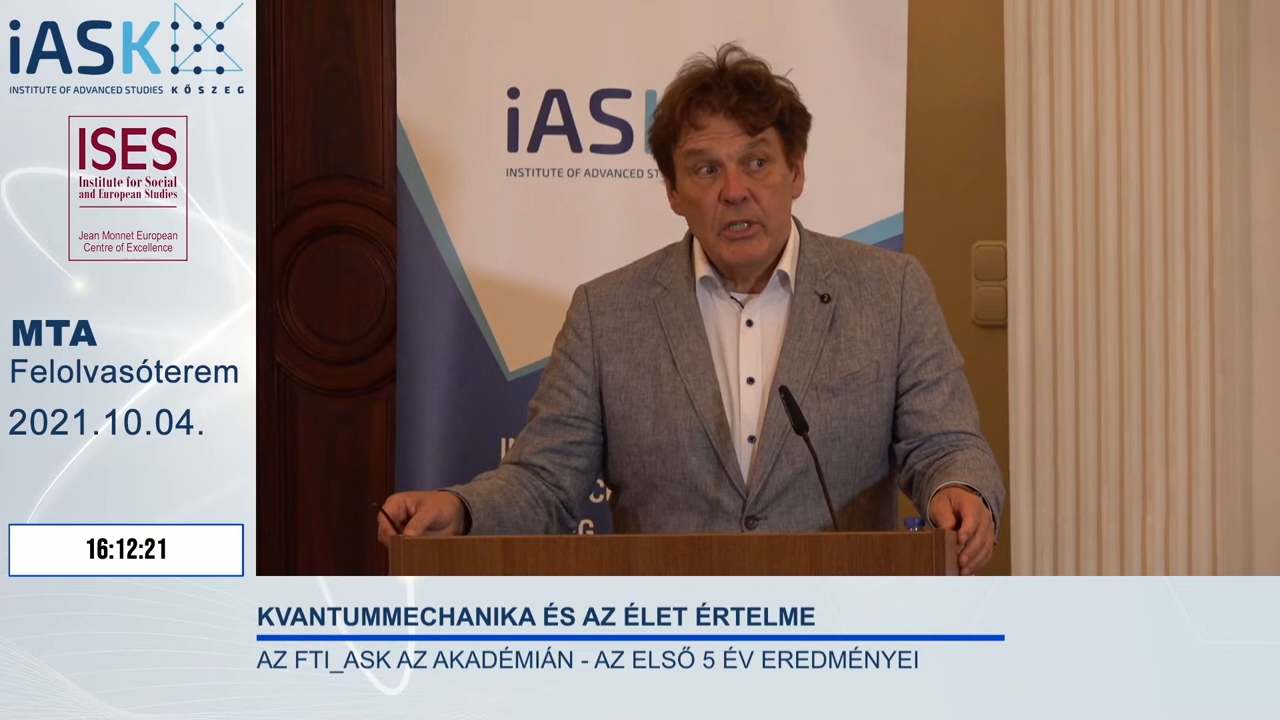 iASK
INSTITUTE OF ADVANCED STUDIES KŐSZEG
ISES
Institute for Social
and European Studies
Jean Monnet European
Centre of Excellence
MTA
Felolvasóterem
2021.10.04.
16:12:21
iASK
INSTITUTE OF ADVANCED
KVANTUMMECHANIKA ÉS AZ ÉLET ÉRTELME
AZ FTI_ASK AZ AKADÉMIÁN - AZ ELSŐ 5 ÉV EREDMÉNYEI